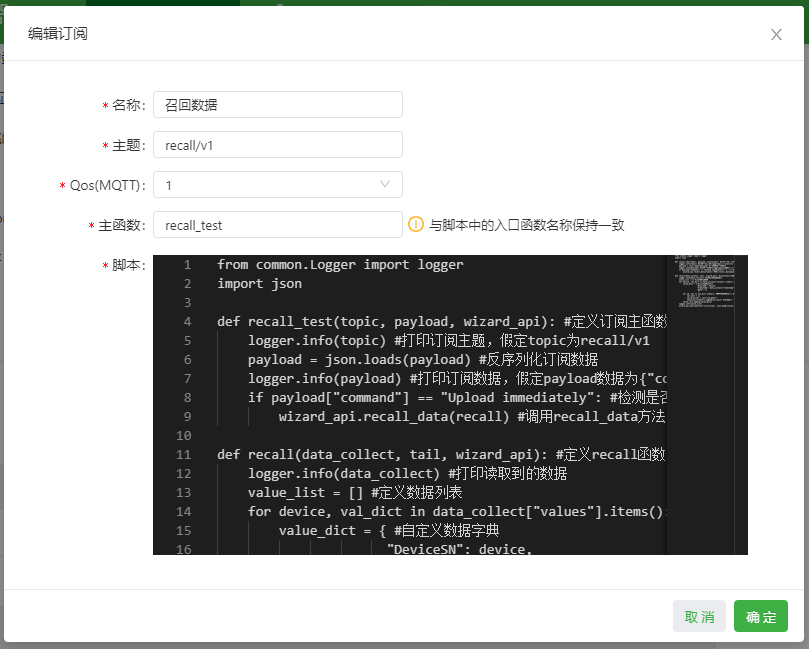 编辑订阅
* 名称: 召回数据
* 主题: recall/v1
* Qos(MQTT): 1
* 主函数: recall_test 与脚本中的入口函数名称保持一致
* 脚本:
1 from common.Logger import logger
2 import json
3
4 def recall_test(topic, payload, wizard_api): #定义订阅主函数
5 logger.info(topic) #打印订阅主题，假定topic为recall/v1
6 payload = json.loads(payload) #反序列化订阅数据
7 logger.info(payload) #打印订阅数据，假定payload数据为{"co
8 if payload["command"] == "Upload immediately": #检测是否
9 wizard_api.recall_data(recall) #调用recall_data方法
10
11 def recall(data_collect, tail, wizard_api): #定义recall函数
12 logger.info(data_collect) #打印读取到的数据
13 value_list = [] #定义数据列表
14 for device, val_dict in data_collect["values"].items():
15 value_dict = { #自定义数据字典
16 "DeviceSN": device,
取 消 确 定